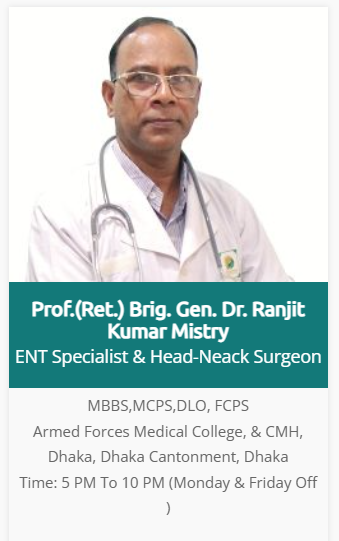 Prof.(Ret.) Brig. Gen. Dr. Ranjit
Kumar Mistry
ENT Specialist & Head-Neack Surgeon
MBBS,MCPS,DLO, FCPS
Armed Forces Medical College, & CMH,
Dhaka, Dhaka Cantonment, Dhaka
Time: 5 PM To 10 PM (Monday & Friday Off
)